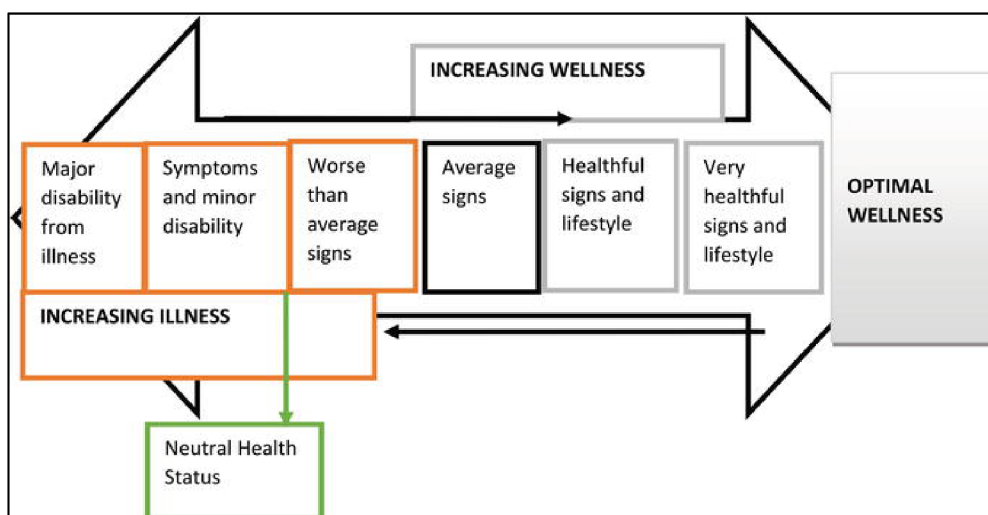 INCREASING WELLNESS
Major
disability
from
illness
Symptoms
and minor
disability
Worse
than
average
signs
Average
signs
Healthful
signs and
lifestyle
Very
healthful
signs and
lifestyle
OPTIMAL
WELLNESS
INCREASING ILLNESS
Neutral Health
Status